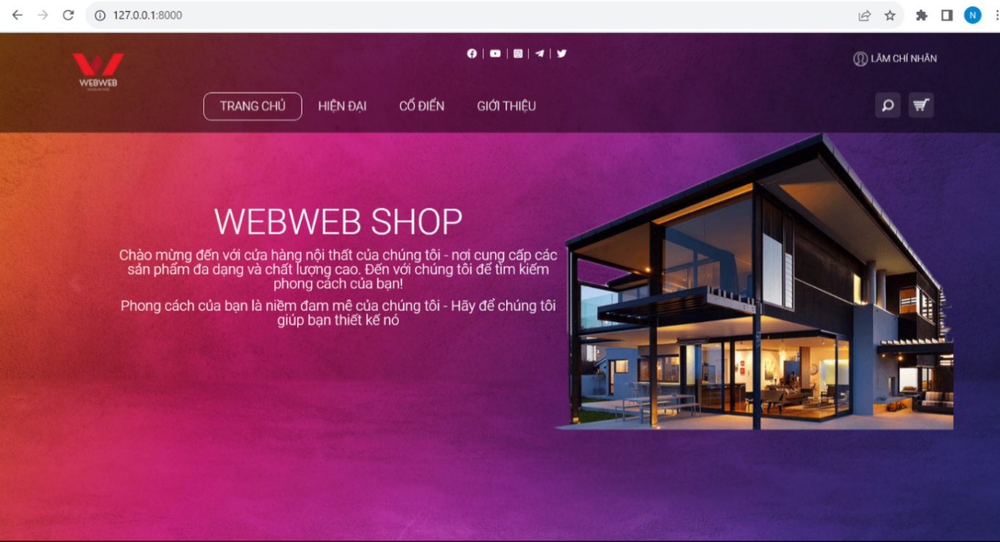 127.0.0.1:8000
N
LÂM CHÍ NHÂN
WEBWEB
TRANG CHỦ
HIỆN ĐẠI
CỔ ĐIỂN
GIỚI THIỆU
WEBWEB SHOP
Chào mừng đến với cửa hàng nội thất của chúng tôi - nơi cung cấp các
sản phẩm đa dạng và chất lượng cao. Đến với chúng tôi để tìm kiếm
phong cách của bạn!
Phong cách của bạn là niềm đam mê của chúng tôi - Hãy để chúng tôi
giúp bạn thiết kế nó